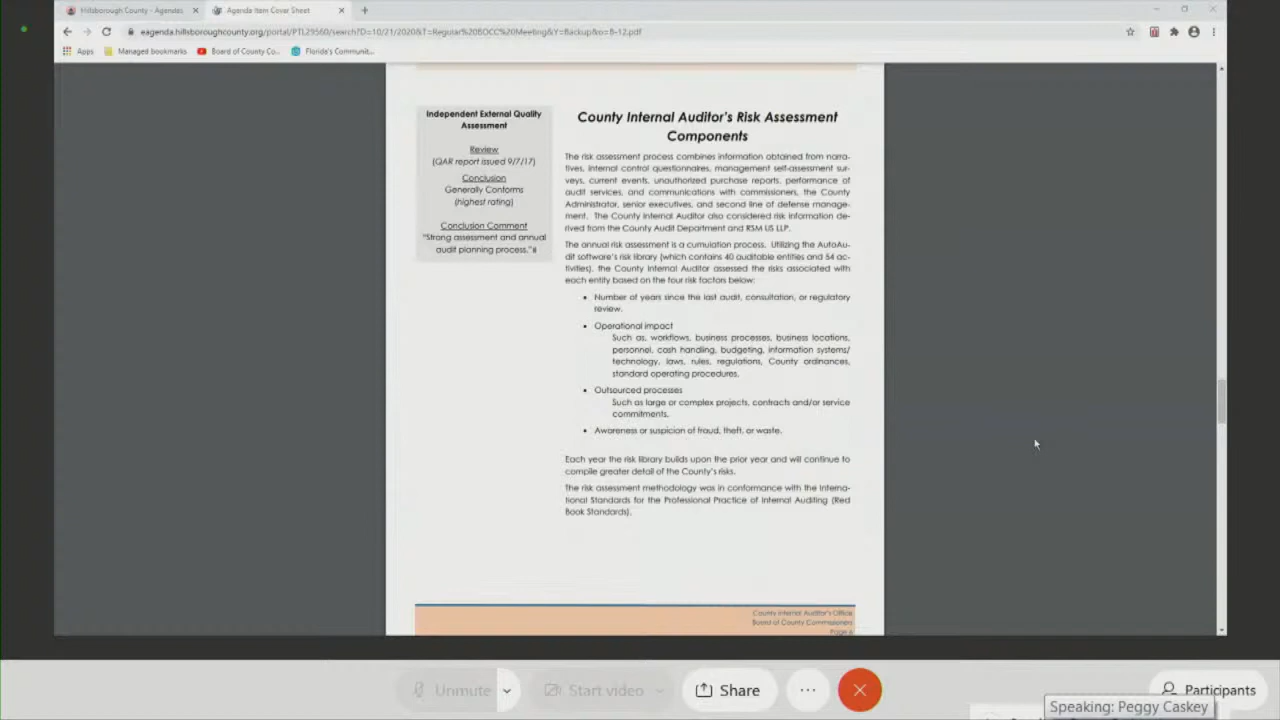 Hillsborough County - Agendas
Agenda Item Cover Sheet
eagenda.hillsboroughcounty.org/portal/PTL29560/search?D=10/21/2020&T=Regular%20BOCC%20Meeting&Y=Backup&o=B-12.pdf
Apps
Managed bookmarks
Board of County Co...
Florida's Communit...
Independent External Quality
Assessment
Review
(QAR report issued 9/7/17)
Conclusion
Generally Conforms
(highest rating)
Conclusion Comment
"Strong assessment and annual
audit planning process."
County Internal Auditor's Risk Assessment
Components
The risk assessment process combines information obtained from narra-
tives, internal control questionnaires, management self-assessment sur-
veys, current events, unauthorized purchase reports, performance of
audit services, and communications with commissioners, the County
Administrator, senior executives, and second line of defense manage-
ment. The County Internal Auditor also considered risk information de-
rived from the County Audit Department and RSM US LLP.
The annual risk assessment is a cumulation process. Utilizing the AutoAu-
dit software's risk library (which contains 40 auditable entities and 54 ac-
tivities), the County Internal Auditor assessed the risks associated with
each entity based on the four risk factors below:
• Number of years since the last audit, consultation, or regulatory
review.
• Operational impact
Such as, workflows, business processes, business locations,
personnel, cash handling, budgeting, information systems/
technology, laws, rules, regulations, County ordinances,
standard operating procedures.
• Outsourced processes
Such as large or complex projects, contracts and/or service
commitments.
• Awareness or suspicion of fraud, theft, or waste.
Each year the risk library builds upon the prior year and will continue to
compile greater detail of the County's risks.
The risk assessment methodology was in conformance with the Interna-
tional Standards for the Professional Practice of Internal Auditing (Red
Book Standards).
County Internal Auditor's Office
Board of County Commissioners
Page 6
Unmute
Start video
Share
Participants
Speaking: Peggy Caskey